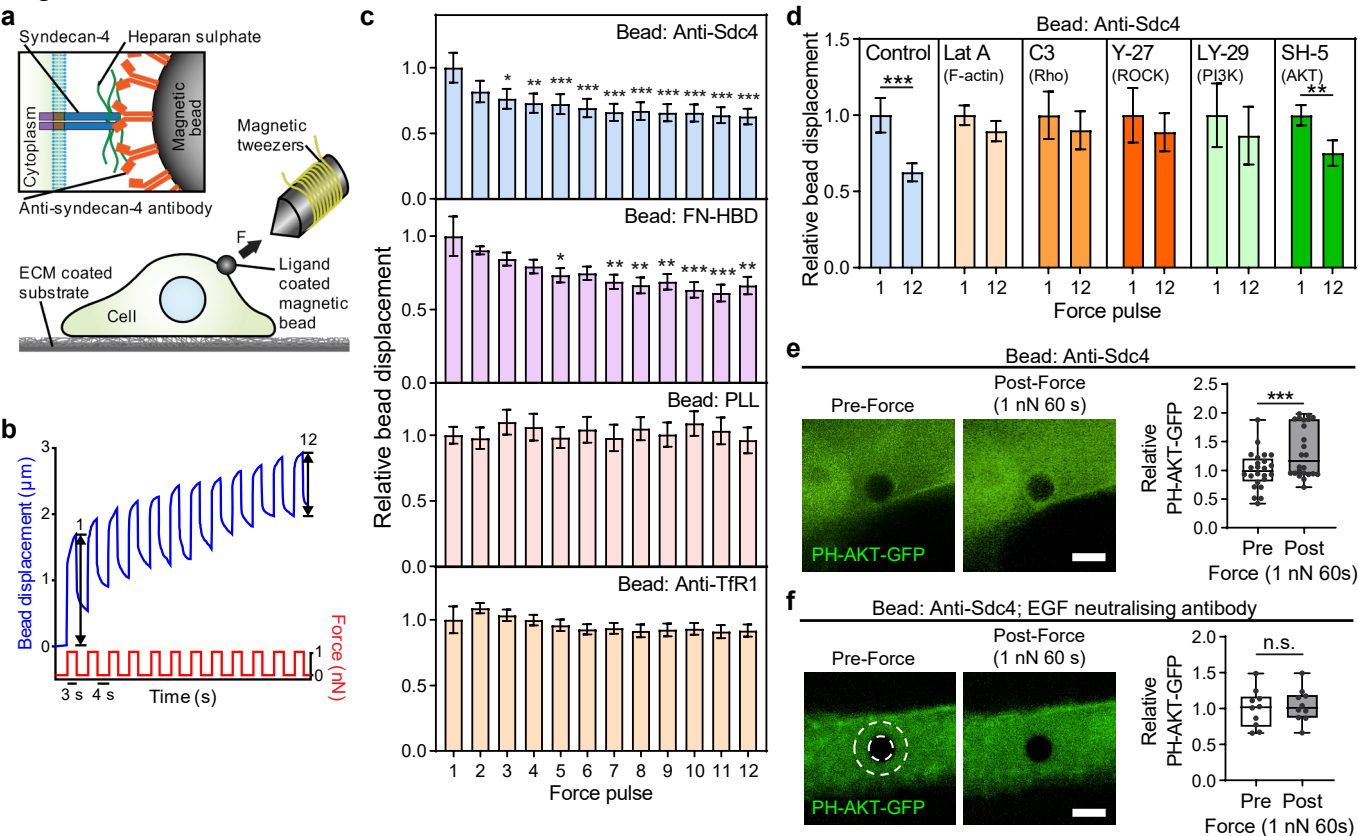 a
Syndecan-4
Heparan sulphate
Cytoplasm
Magnetic
bead
Magnetic
tweezers
Anti-syndecan-4 antibody
F
ECM coated
substrate
Cell
Ligand
coated
magnetic
bead
b
Bead displacement (µm)
3
2
1
0
1
12
1
0
Force (nN)
3 s
4 s
Time (s)
c
Relative bead displacement
Bead: Anti-Sdc4
1.0
0.5
* ** *** *** *** *** *** *** *** ***
Bead: FN-HBD
0.0
1.0
0.5
* ** ** ** *** *** **
Bead: PLL
0.0
1.0
0.5
Bead: Anti-TfR1
0.0
1.0
0.5
0.0
1 2 3 4 5 6 7 8 9 10 11 12
Force pulse
d
Bead: Anti-Sdc4
Relative bead displacement
1.5
1.0
0.5
0.0
Control
***
Lat A
(F-actin)
C3
(Rho)
Y-27
(ROCK)
LY-29
(PI3K)
SH-5
(AKT)
**
1 12 1 12 1 12 1 12 1 12 1 12
Force pulse
e
Bead: Anti-Sdc4
Pre-Force
Post-Force
(1 nN 60 s)
PH-AKT-GFP
Relative
PH-AKT-GFP
2.5
2.0
1.5
1.0
0.5
0.0
***
Pre Post
Force (1 nN 60s)
f
Bead: Anti-Sdc4; EGF neutralising antibody
Pre-Force
Post-Force
(1 nN 60 s)
PH-AKT-GFP
Relative
PH-AKT-GFP
2.0
1.5
1.0
0.5
0.0
n.s.
Pre Post
Force (1 nN 60s)